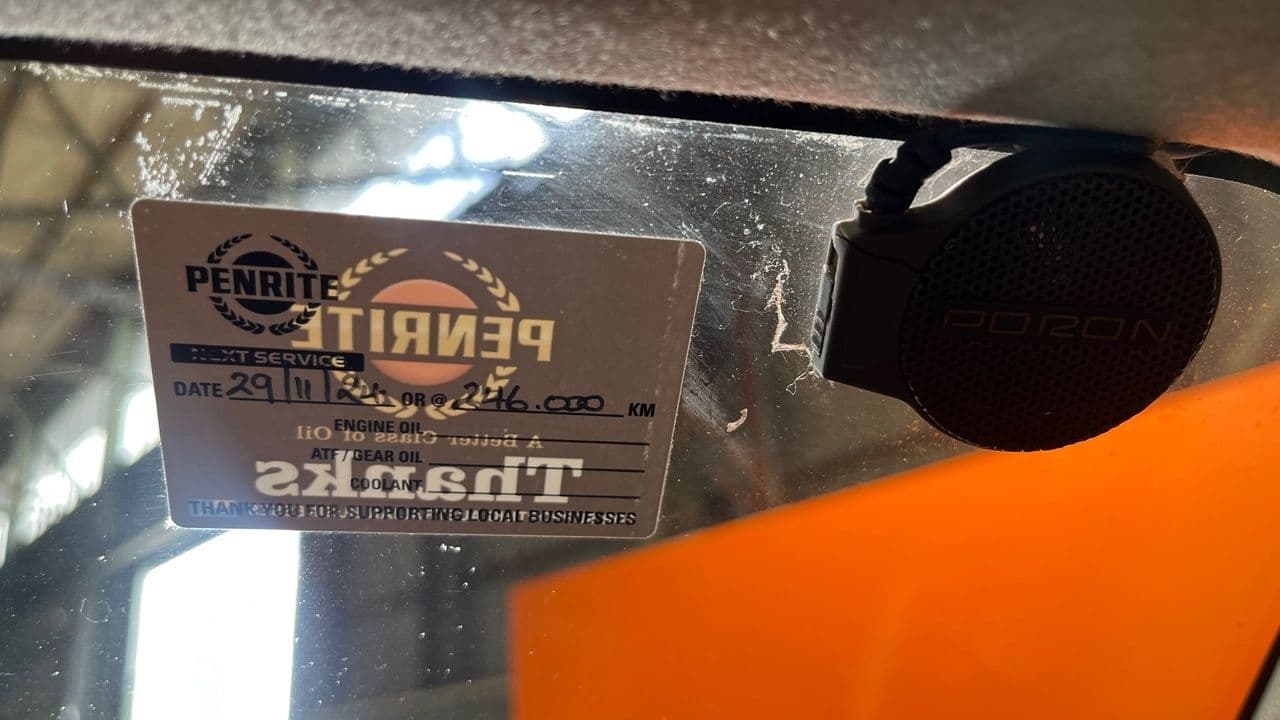 PENRITE
PENRITE
NEXT SERVICE
DATE 29/11/24 OR @ 246.000 KM
ENGINE OIL
A Better Class of Oil
ATF/GEAR OIL
Thanks
COOLANT
THANK YOU FOR SUPPORTING LOCAL BUSINESSES
PORON